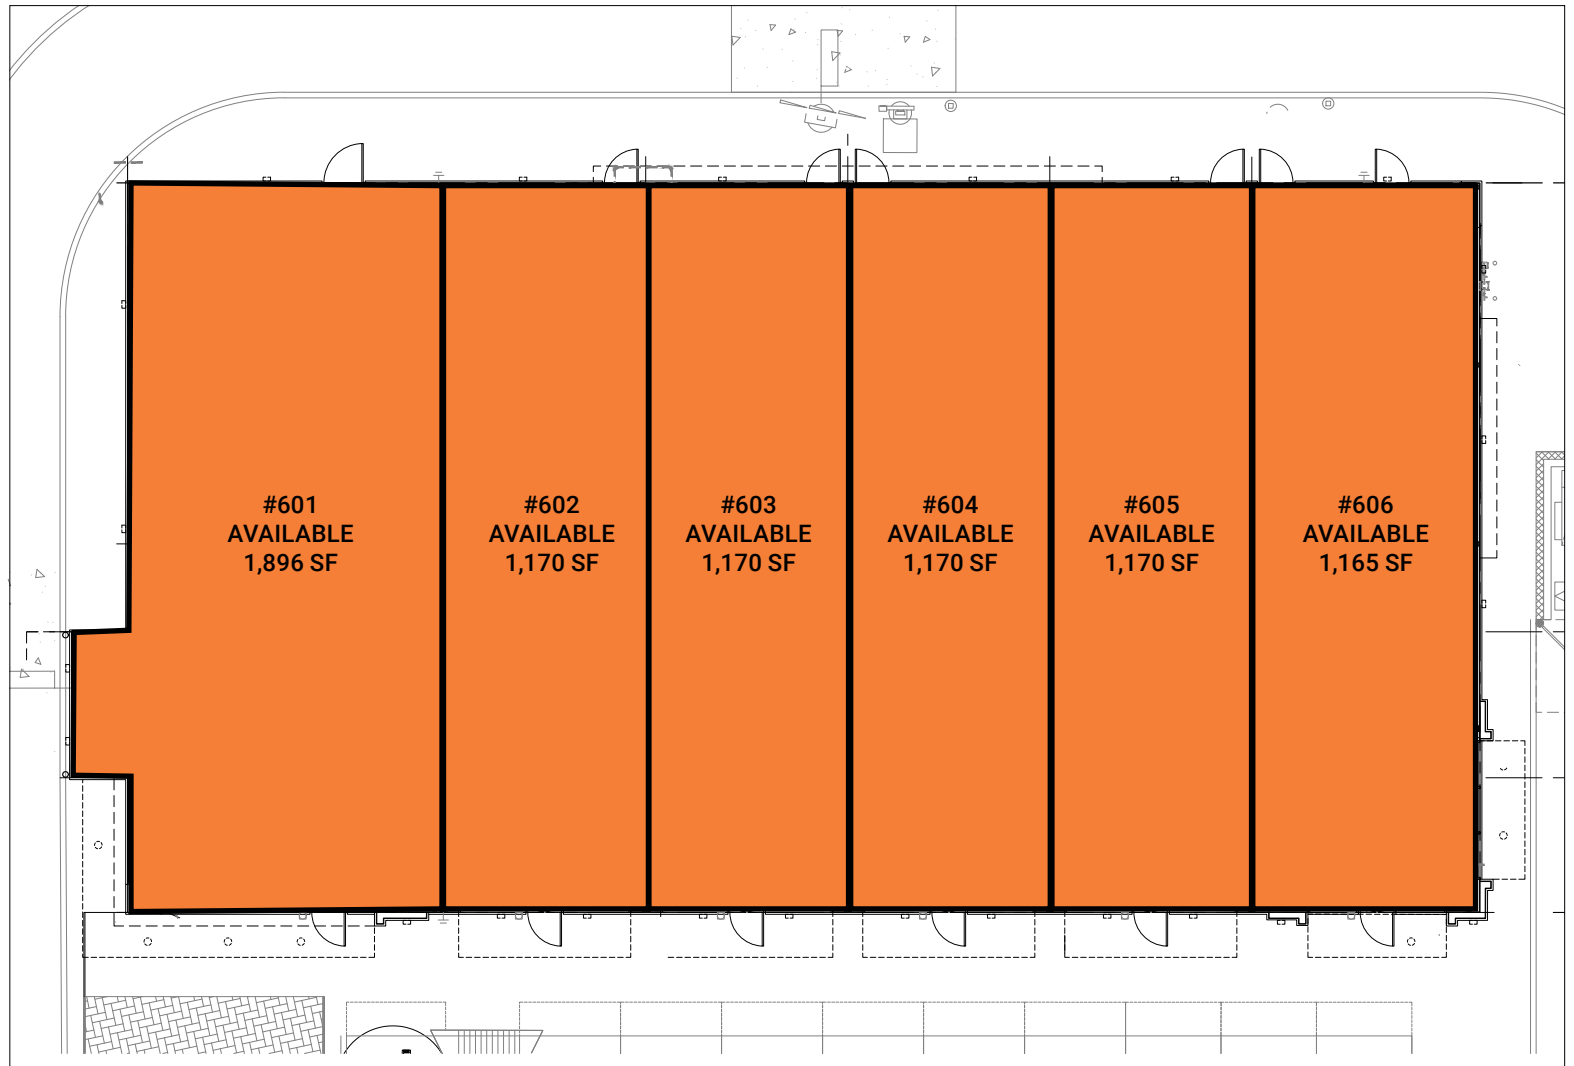 #601
AVAILABLE
1,896 SF
#602
AVAILABLE
1,170 SF
#603
AVAILABLE
1,170 SF
#604
AVAILABLE
1,170 SF
#605
AVAILABLE
1,170 SF
#606
AVAILABLE
1,165 SF